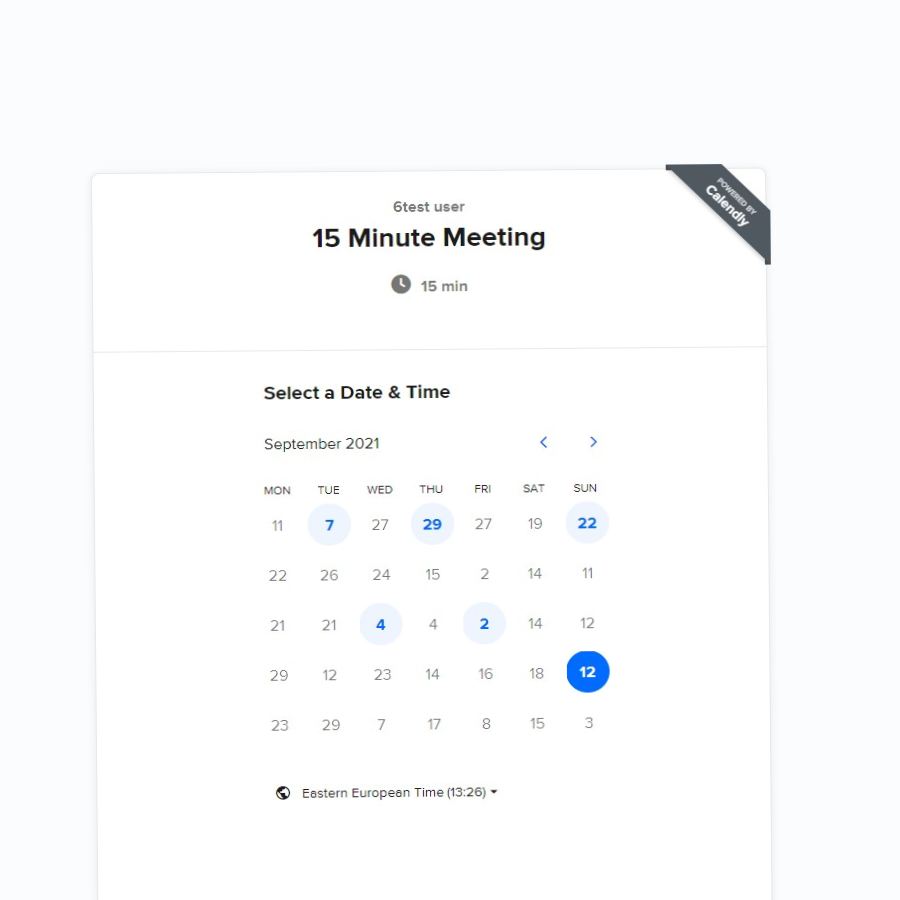 POWERED BY
Calendly
6test user
15 Minute Meeting
15 min
Select a Date & Time
September 2021
MON TUE WED THU FRI SAT SUN
11 7 27 29 27 19 22
22 26 24 15 2 14 11
21 21 4 4 2 14 12
29 12 23 14 16 18 12
23 29 7 17 8 15 3
Eastern European Time (13:26)